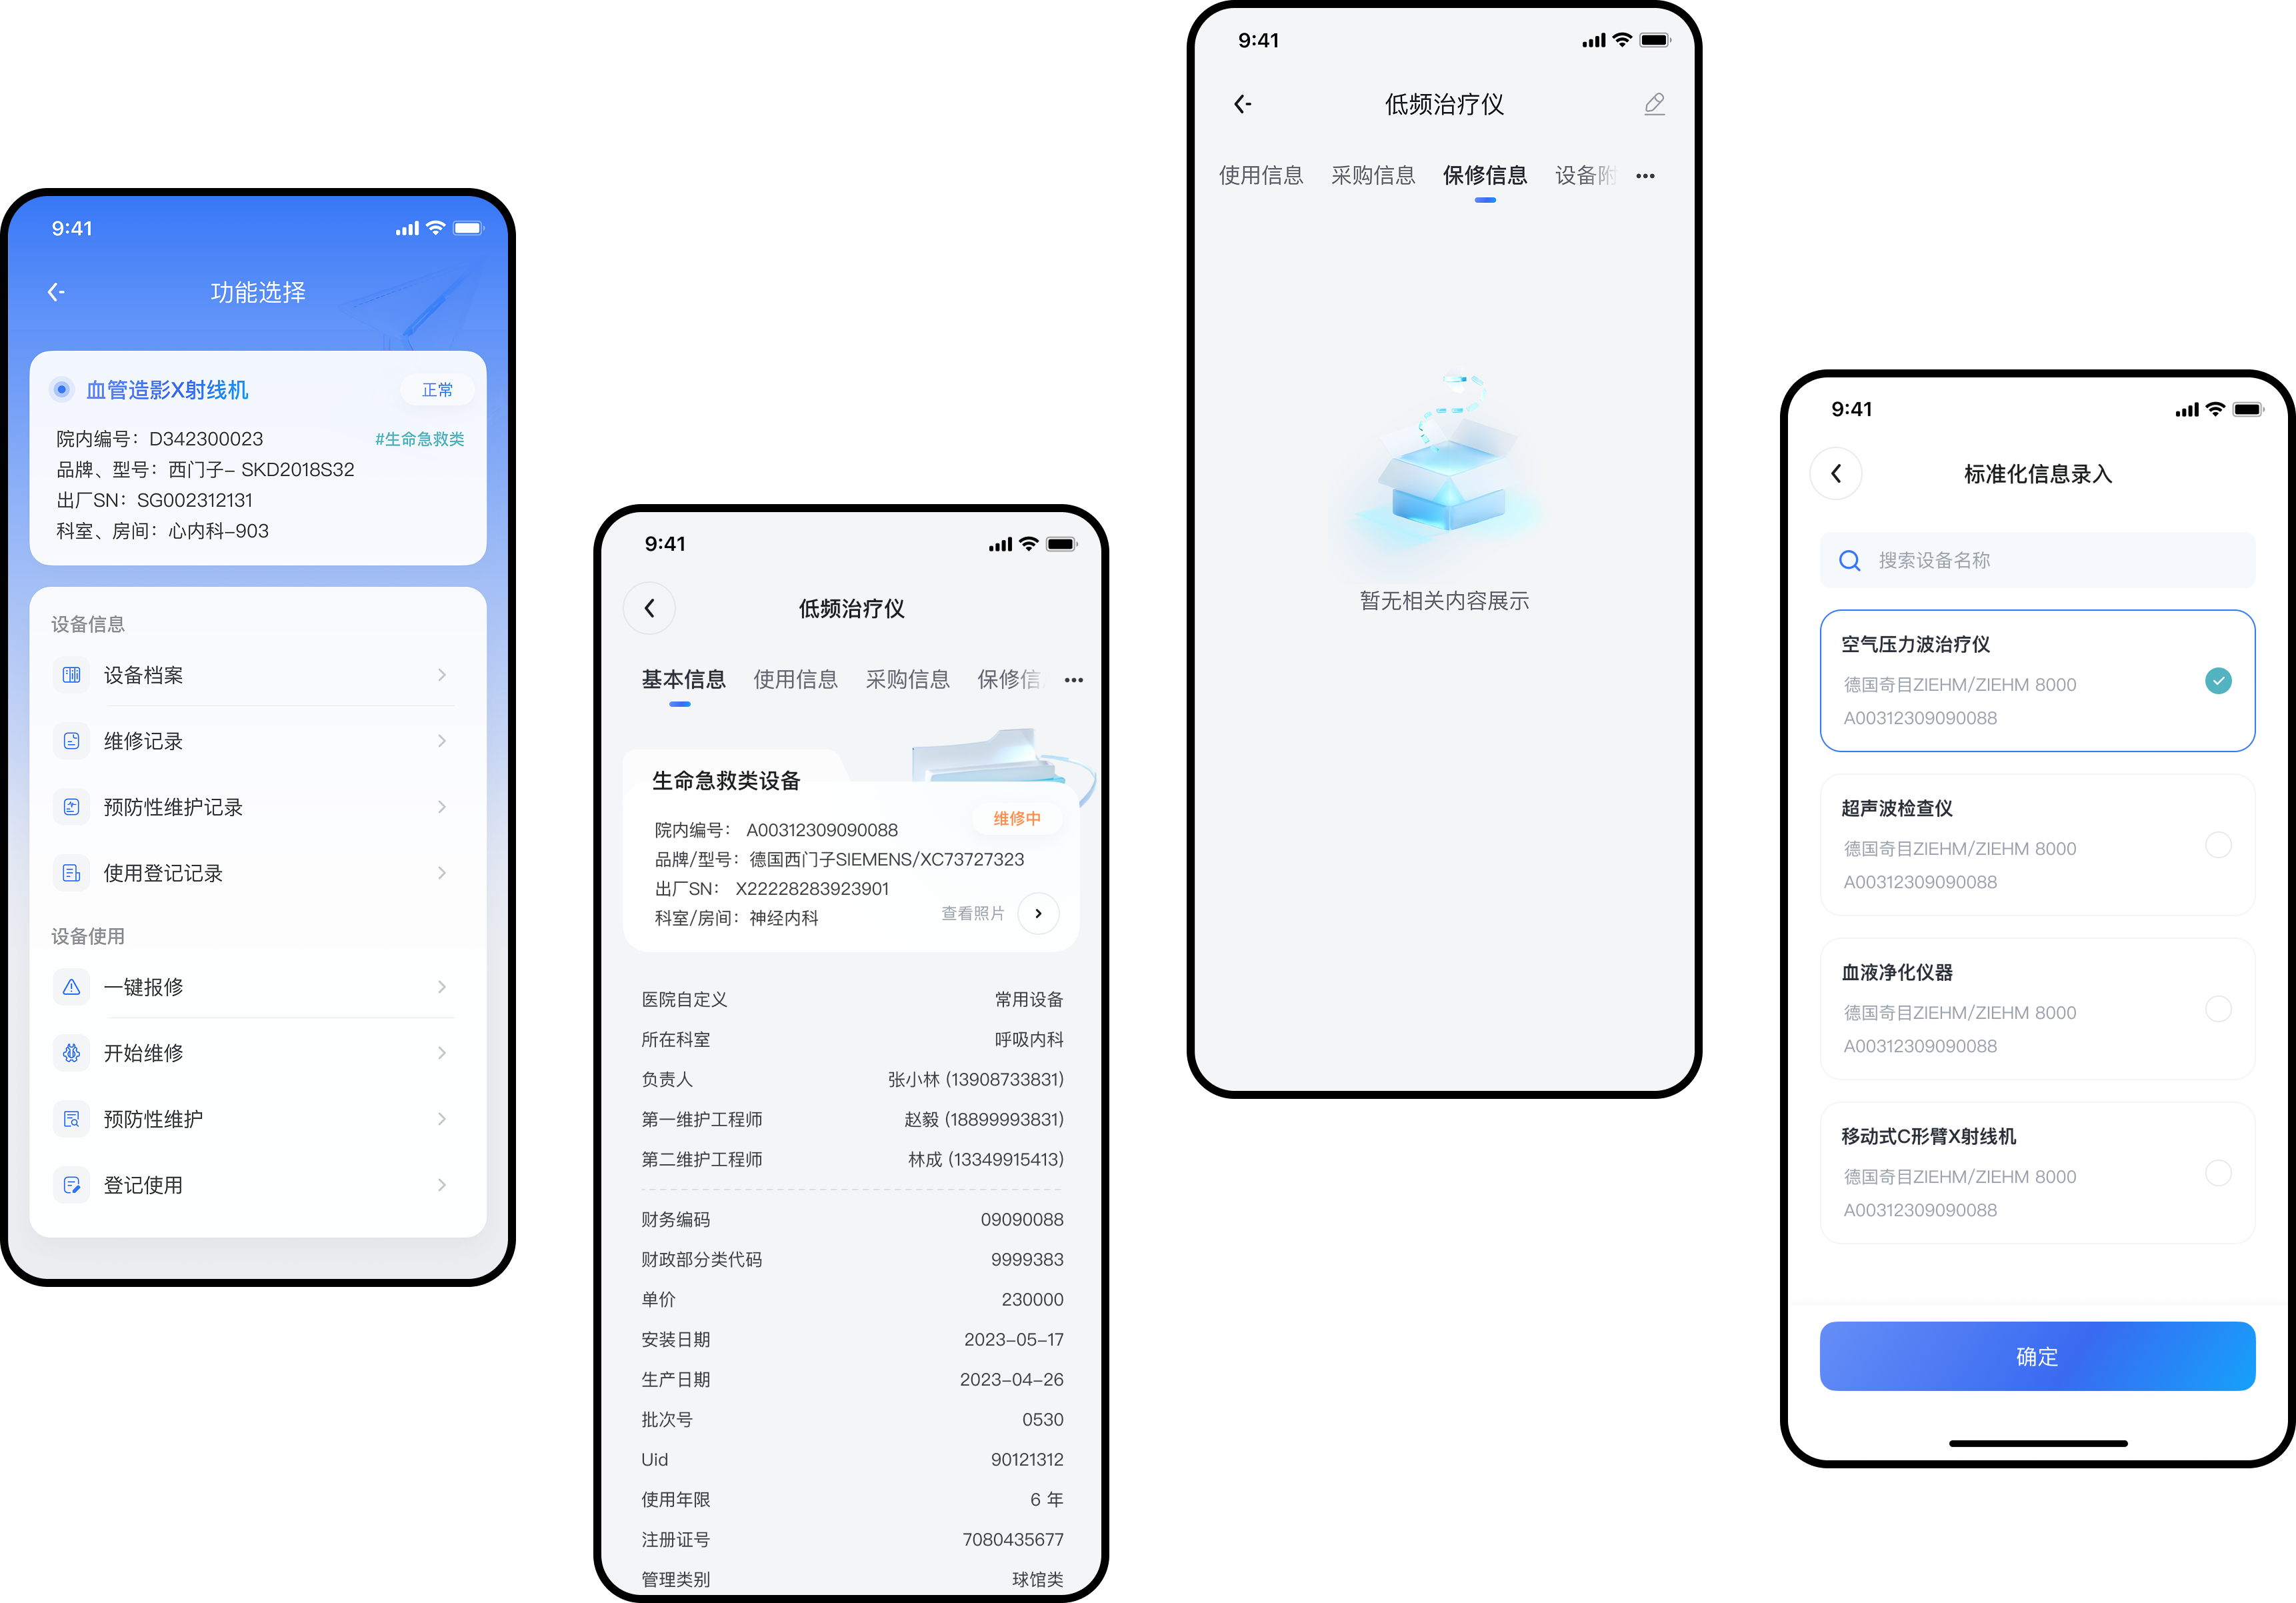 9:41
功能选择
血管造影X射线机
正常
院内编号：D342300023
#生命急救类
品牌、型号：西门子- SKD2018S32
出厂SN：SG002312131
科室、房间：心内科-903
设备信息
设备档案
维修记录
预防性维护记录
使用登记记录
设备使用
一键报修
开始维修
预防性维护
登记使用
9:41
低频治疗仪
基本信息 使用信息 采购信息 保修信
生命急救类设备
维修中
院内编号： A00312309090088
品牌/型号：德国西门子SIEMENS/XC73727323
出厂SN： X22228283923901
科室/房间：神经内科
查看照片
医院自定义 常用设备
所在科室 呼吸内科
负责人 张小林 (13908733831)
第一维护工程师 赵毅 (18899993831)
第二维护工程师 林成 (13349915413)
财务编码 09090088
财政部分类代码 9999383
单价 230000
安装日期 2023-05-17
生产日期 2023-04-26
批次号 0530
Uid 90121312
使用年限 6 年
注册证号 7080435677
管理类别 球馆类
9:41
低频治疗仪
使用信息 采购信息 保修信息 设备附
暂无相关内容展示
9:41
标准化信息录入
搜索设备名称
空气压力波治疗仪
德国奇目ZIEHM/ZIEHM 8000
A00312309090088
超声波检查仪
德国奇目ZIEHM/ZIEHM 8000
A00312309090088
血液净化仪器
德国奇目ZIEHM/ZIEHM 8000
A00312309090088
移动式C形臂X射线机
德国奇目ZIEHM/ZIEHM 8000
A00312309090088
确定